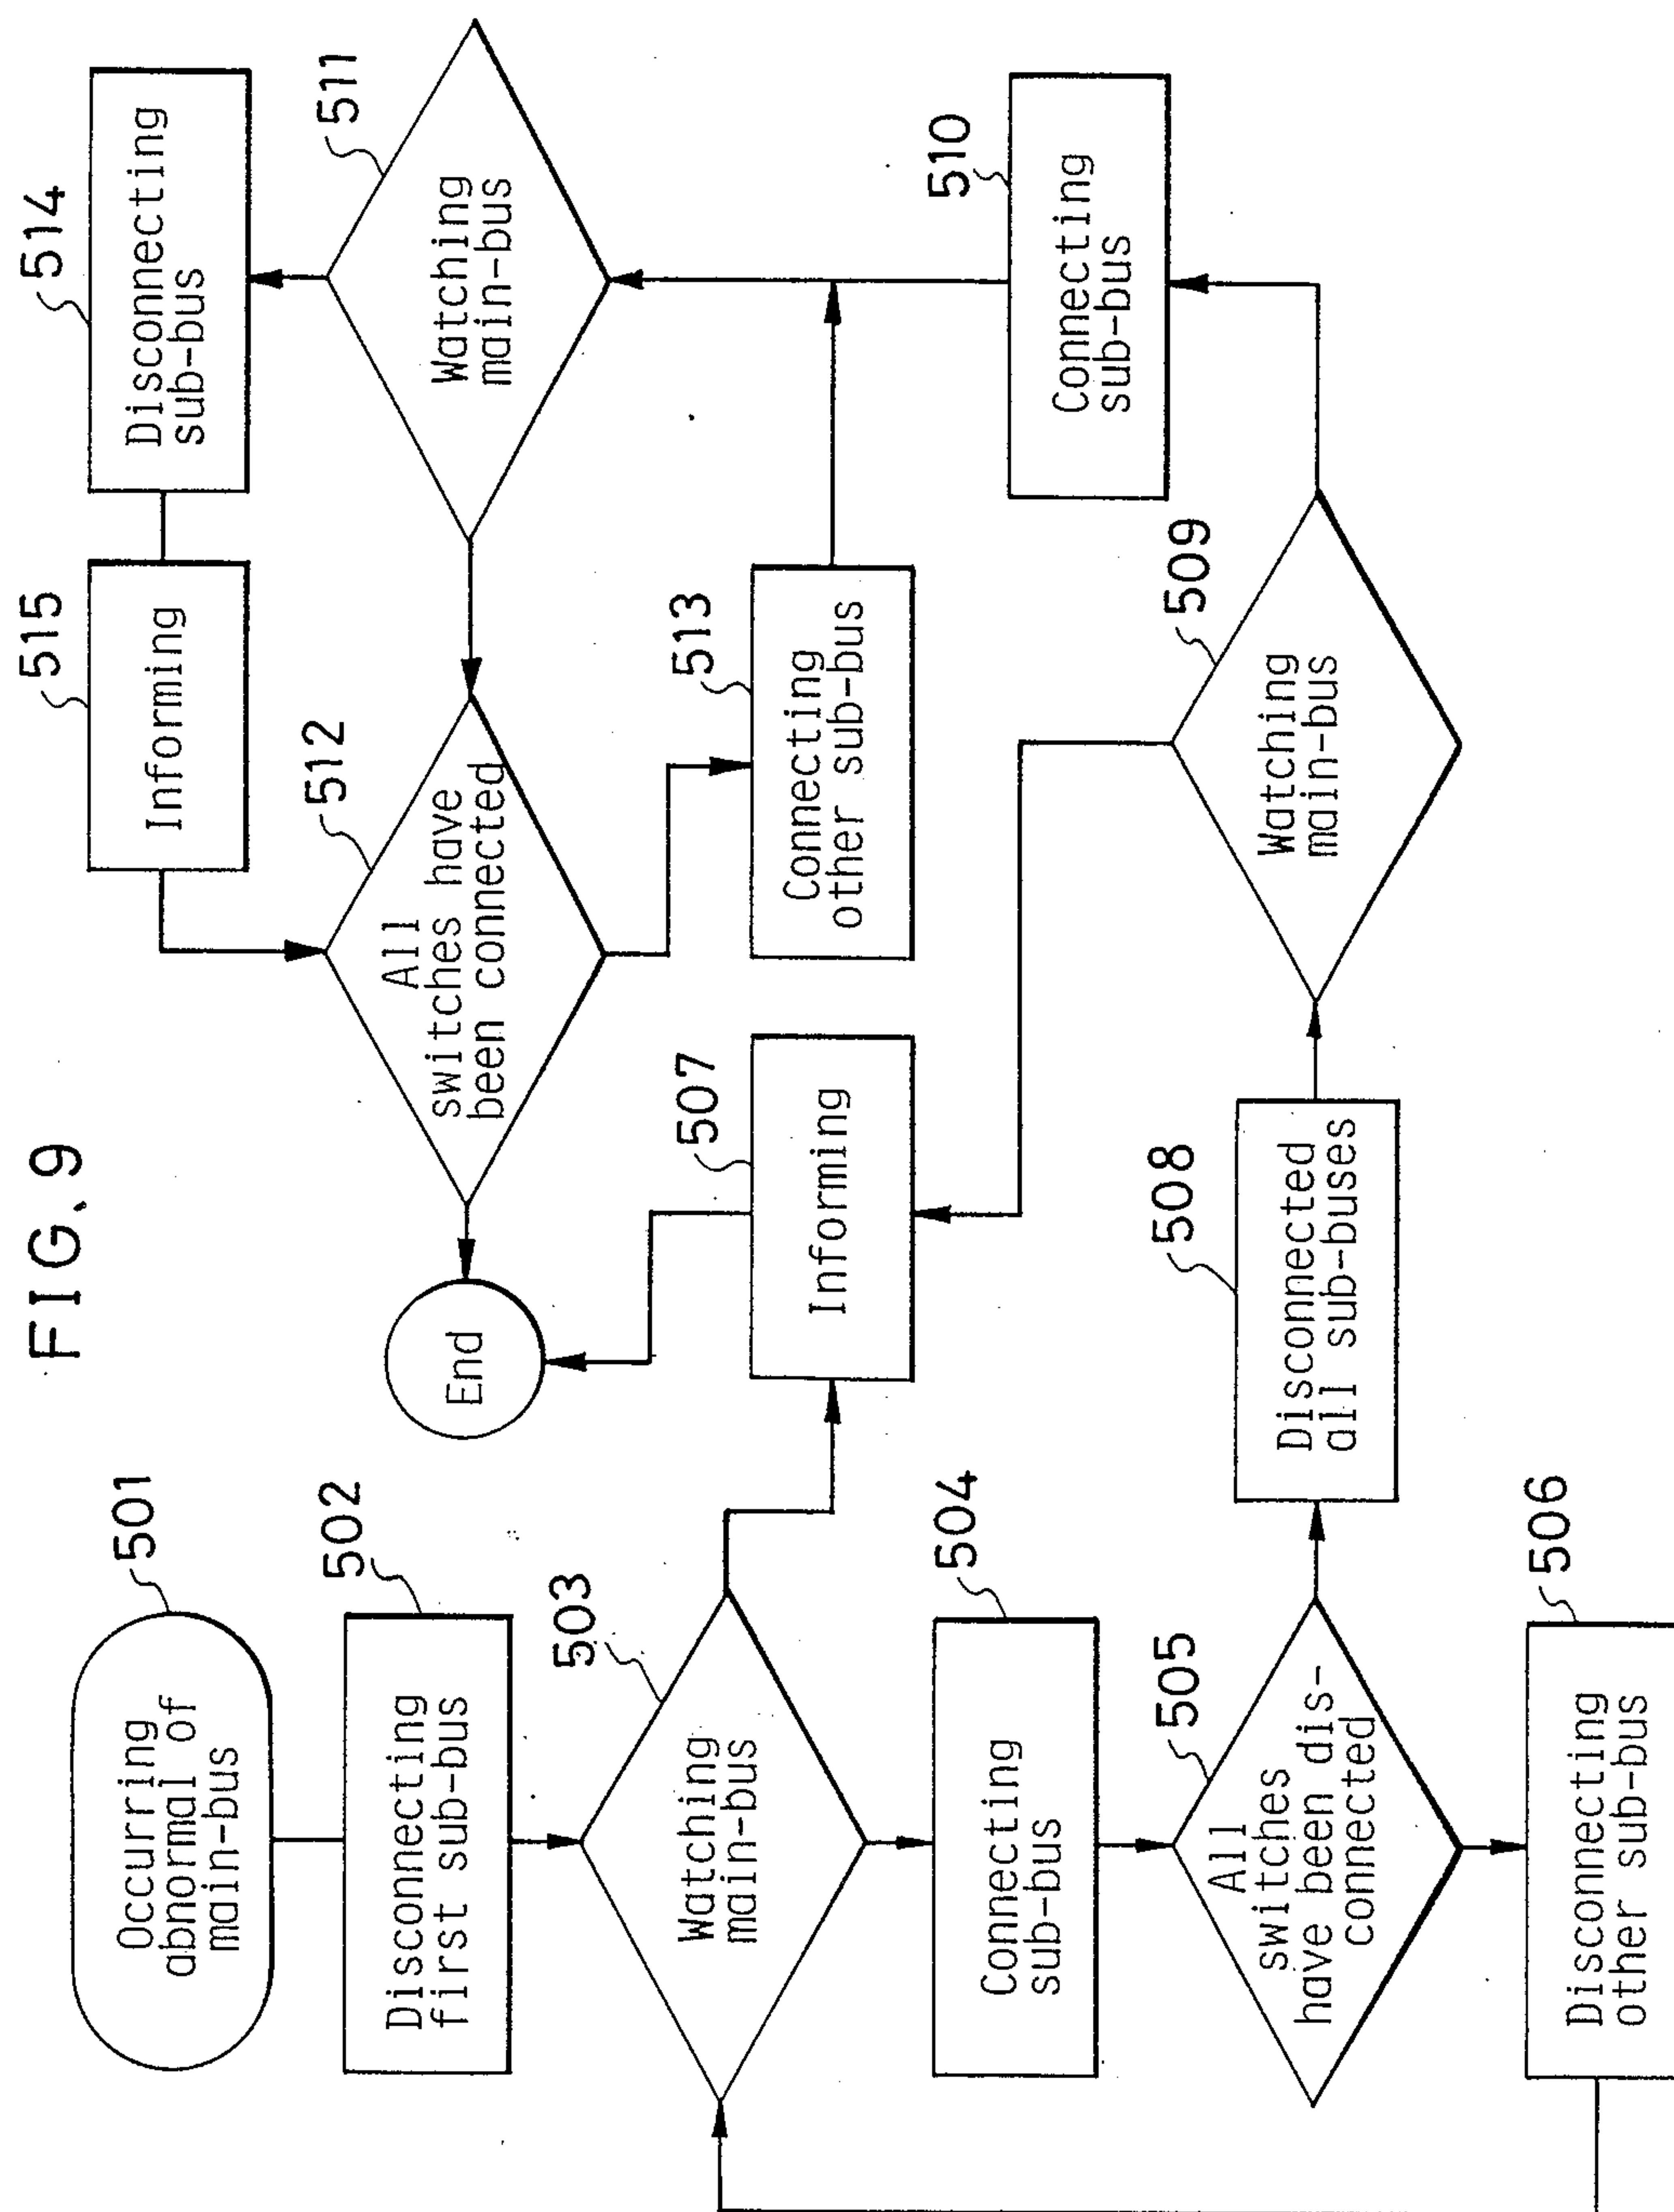 FIG. 9
501
Occurring
abnormal of
main-bus
502
Disconnecting
first sub-bus
503
Watching
main-bus
504
Connecting
sub-bus
505
All
switches
have been dis-
connected
506
Disconnecting
other sub-bus
507
Informing
End
508
Disconnected
all sub-buses
509
Watching
main-bus
510
Connecting
sub-bus
511
Watching
main-bus
512
All
switches have
been connected
513
Connecting
other sub-bus
514
Disconnecting
sub-bus
515
Informing